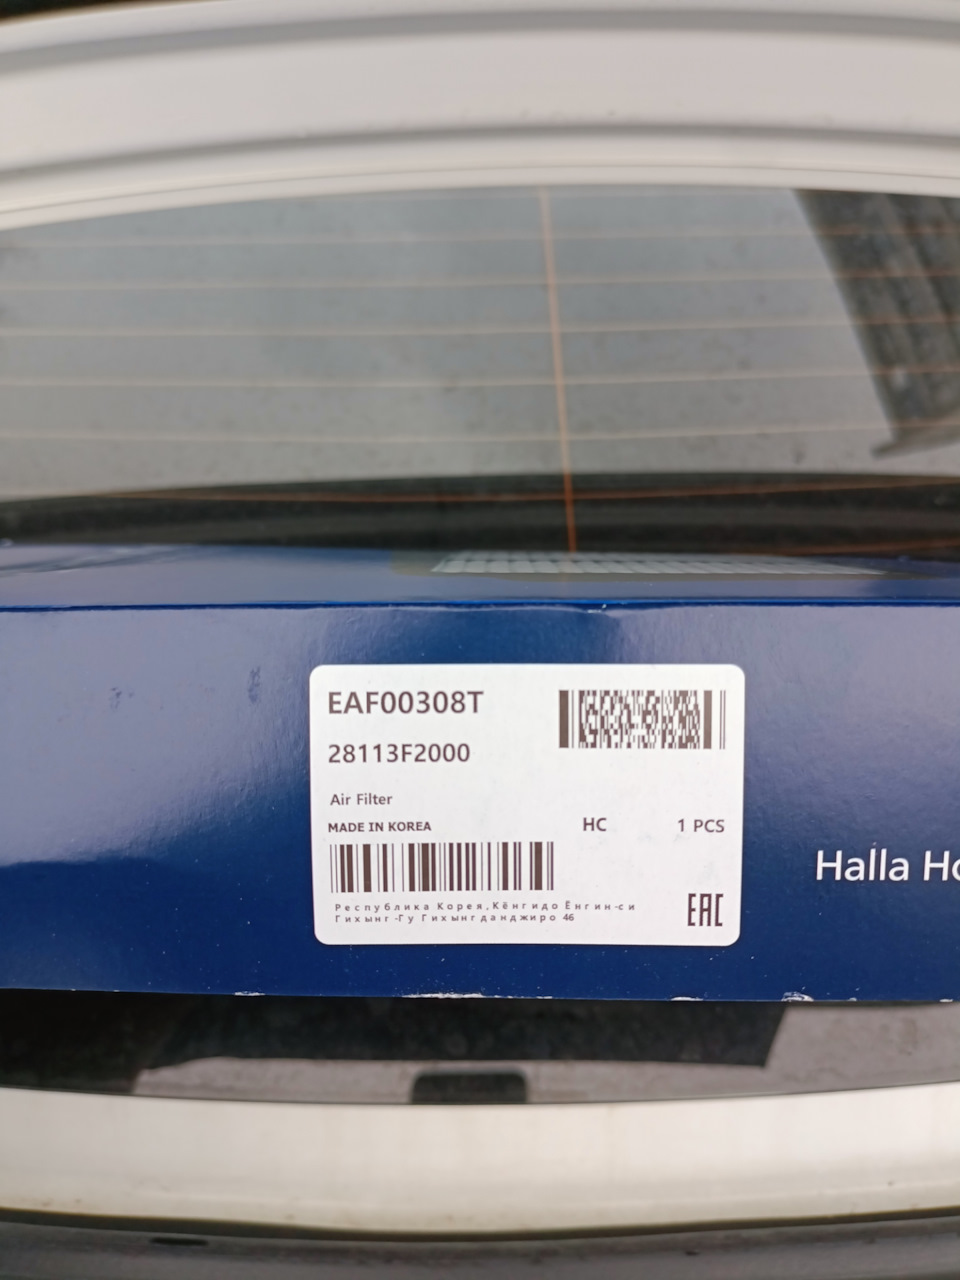 EAF00308T
28113F2000
Air Filter
MADE IN KOREA HC 1 PCS
Республика Корея, Кёнгидо Ёнгин-си
Гихынг-Гу Гихынгданджиро 46
EAC
Halla